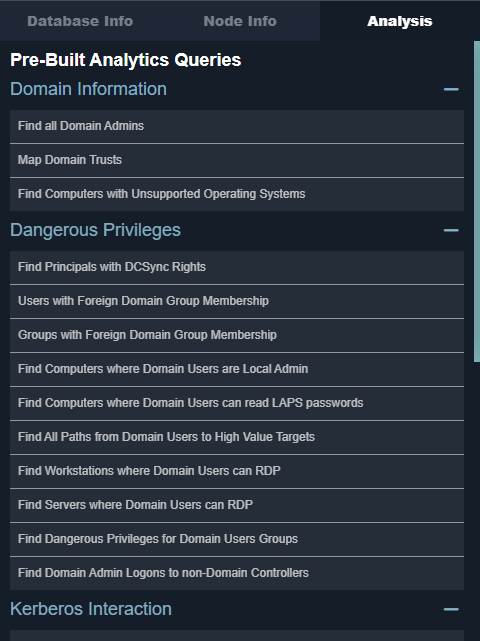 Database Info Node Info Analysis
Pre-Built Analytics Queries
Domain Information
Find all Domain Admins
Map Domain Trusts
Find Computers with Unsupported Operating Systems
Dangerous Privileges
Find Principals with DCSync Rights
Users with Foreign Domain Group Membership
Groups with Foreign Domain Group Membership
Find Computers where Domain Users are Local Admin
Find Computers where Domain Users can read LAPS passwords
Find All Paths from Domain Users to High Value Targets
Find Workstations where Domain Users can RDP
Find Servers where Domain Users can RDP
Find Dangerous Privileges for Domain Users Groups
Find Domain Admin Logons to non-Domain Controllers
Kerberos Interaction